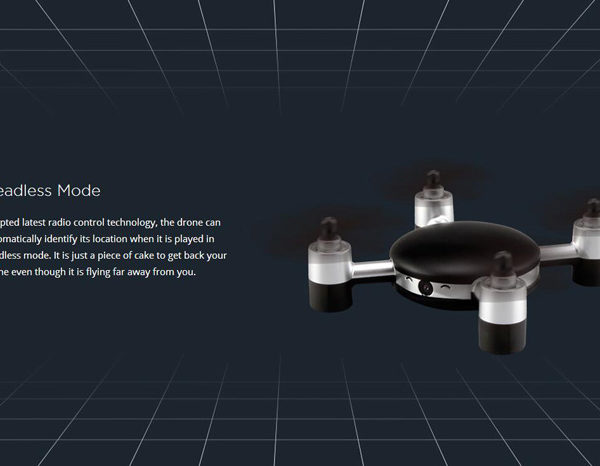 eadless Mode
pted latest radio control technology, the drone can
omatically identify its location when it is played in
dless mode. It is just a piece of cake to get back your
ne even though it is flying far away from you.